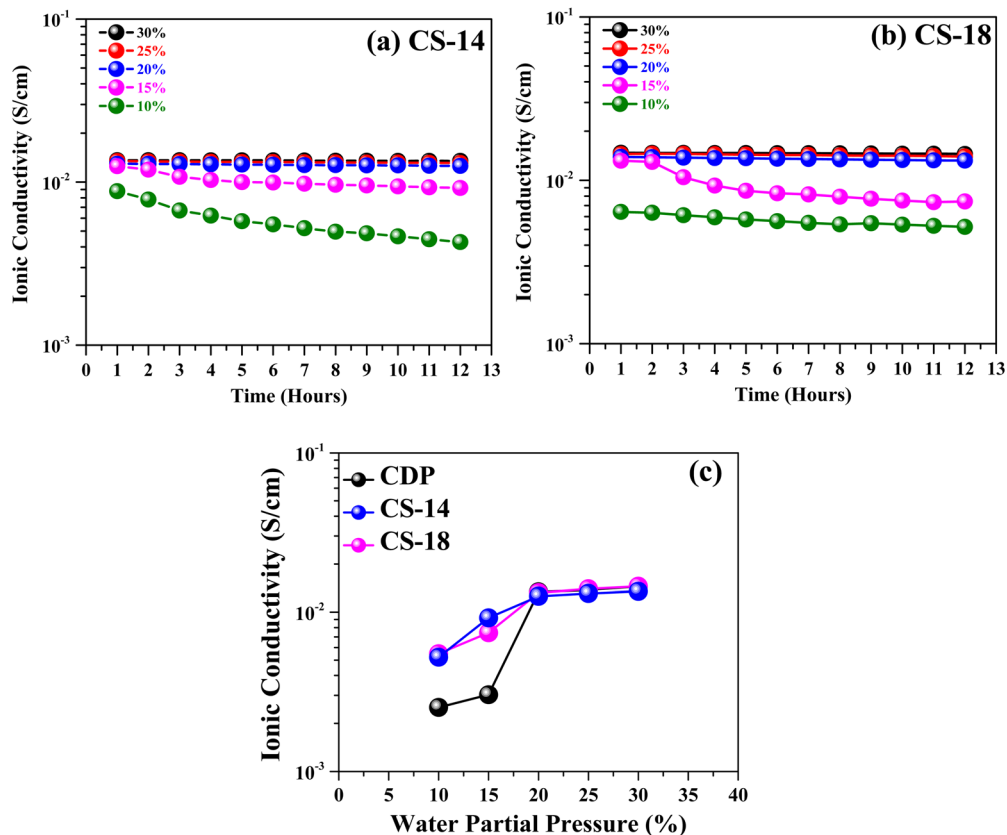 (a) CS-14
30%
25%
20%
15%
10%
10-1
10-2
10-3
Ionic Conductivity (S/cm)
0 1 2 3 4 5 6 7 8 9 10 11 12 13
Time (Hours)
(b) CS-18
30%
25%
20%
15%
10%
10-1
10-2
10-3
Ionic Conductivity (S/cm)
0 1 2 3 4 5 6 7 8 9 10 11 12 13
Time (Hours)
(c)
CDP
CS-14
CS-18
10-1
10-2
10-3
Ionic Conductivity (S/cm)
0 5 10 15 20 25 30 35 40
Water Partial Pressure (%)